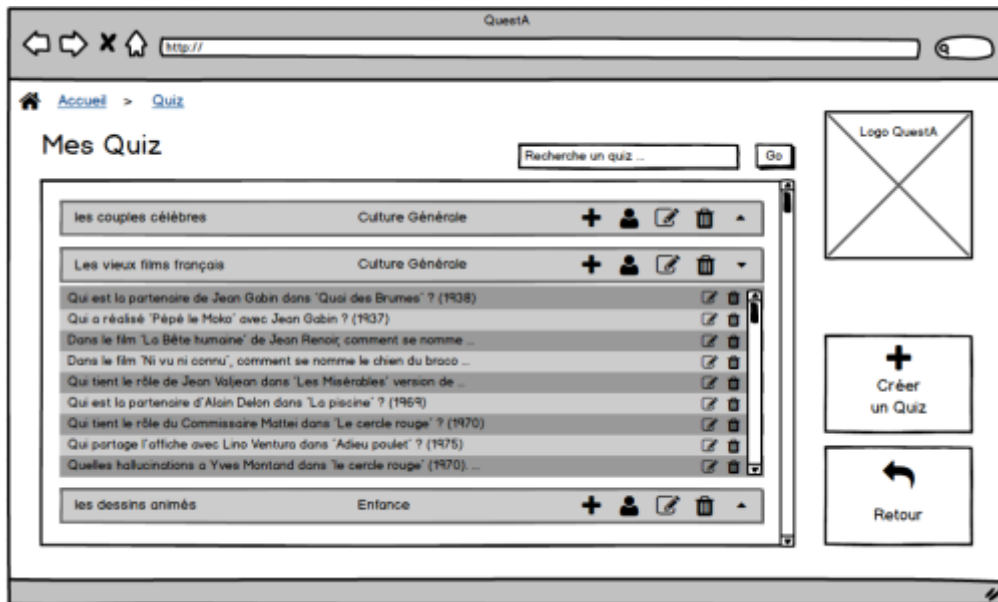 QuestA
http://
Accueil > Quiz
Mes Quiz
Recherche un quiz ...
Go
Logo QuestA
les couples célèbres Culture Générale
Les vieux films français Culture Générale
Qui est la partenaire de Jean Gabin dans "Quai des Brumes" ? (1938)
Qui a réalisé "Pépé le Moko" avec Jean Gabin ? (1937)
Dans le film "La Bête humaine" de Jean Renoir, comment se nomme ...
Dans le film "Ni vu ni connu", comment se nomme le chien du braco ...
Qui tient le rôle de Jean Valjean dans "Les Misérables" version de ...
Qui est la partenaire d'Alain Delon dans "La piscine" ? (1969)
Qui tient le rôle du Commissaire Mattei dans "Le cercle rouge" ? (1970)
Qui partage l'affiche avec Lino Ventura dans "Adieu poulet" ? (1975)
Quelles hallucinations a Yves Montand dans "le cercle rouge" (1970). ...
les dessins animés Enfance
Créer
un Quiz
Retour